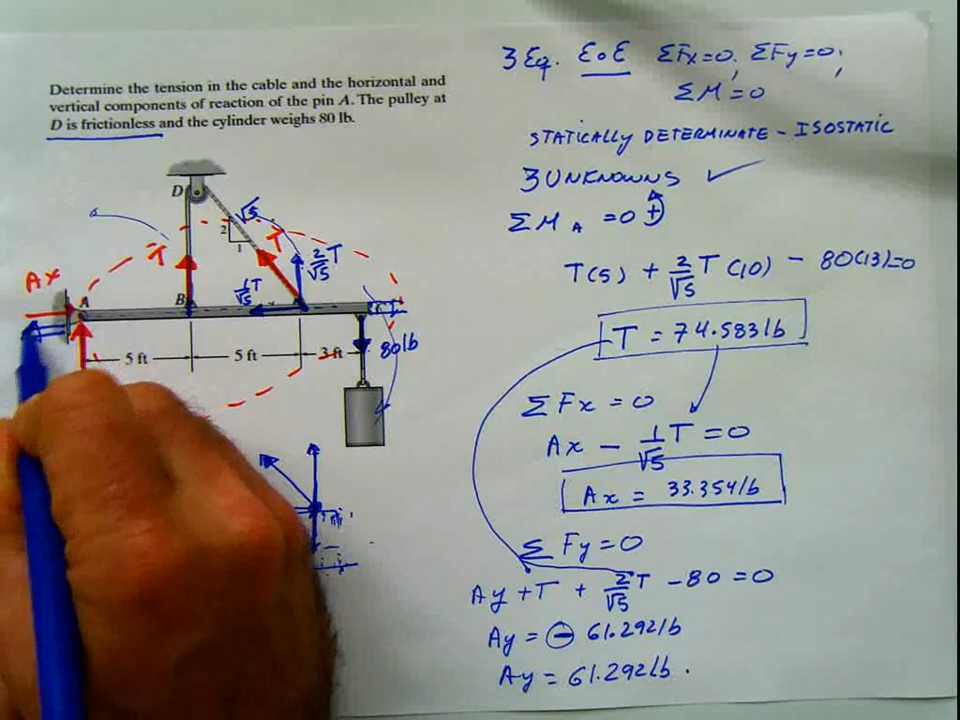 Determine the tension in the cable and the horizontal and
vertical components of reaction of the pin A. The pulley at
D is frictionless and the cylinder weighs 80 lb.
D
2
1
√5
T
T
2/√5 T
1/√5 T
Ax
A
B
5 ft
5 ft
3 ft
80 lb
3 Eq. EoE ΣFx=0, ΣFy=0,
ΣM=0
STATICALLY DETERMINATE - ISOSTATIC
3 UNKNOWNS ✓
ΣM_A = 0 +
T(5) + 2/√5 T(10) - 80(13)=0
T = 74.583 lb
ΣFx = 0
Ax - 1/√5 T = 0
Ax = 33.354 lb
ΣFy = 0
Ay + T + 2/√5 T - 80 = 0
Ay = - 61.292 lb
Ay = 61.292 lb.